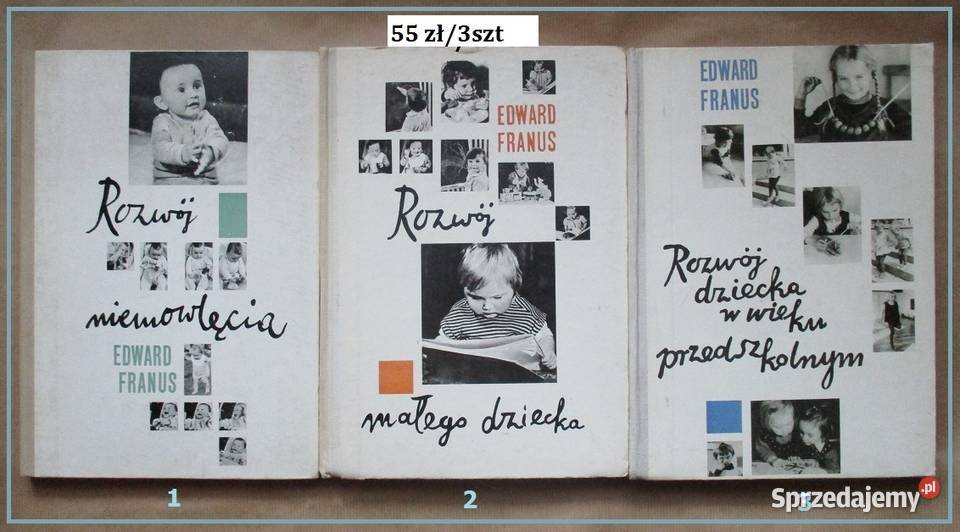 55 zł/3szt
Rozwój
niemowlęcia
EDWARD
FRANUS
1
EDWARD
FRANUS
Rozwój
małego dziecka
2
EDWARD
FRANUS
Rozwój
dziecka
w wieku
przedszkolnym
3
Sprzedajemy.pl